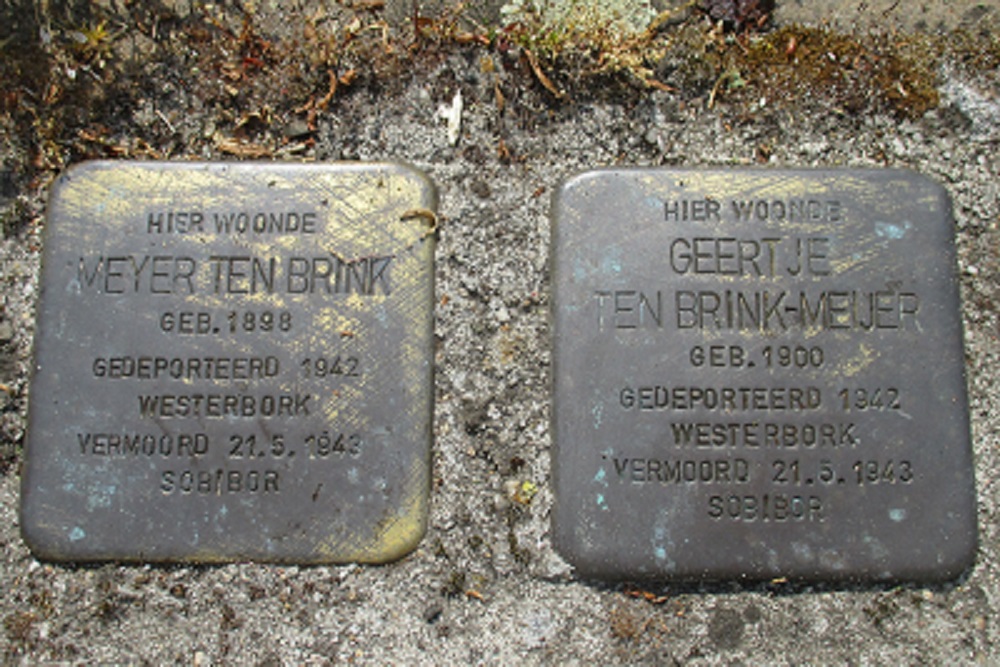 HIER WOONDE
MEYER TEN BRINK
GEB. 1898
GEDEPORTEERD 1942
WESTERBORK
VERMOORD 21.5.1943
SOBIBOR
HIER WOONDE
GEERTJE
TEN BRINK-MEIJER
GEB. 1900
GEDEPORTEERD 1942
WESTERBORK
VERMOORD 21.5.1943
SOBIBOR